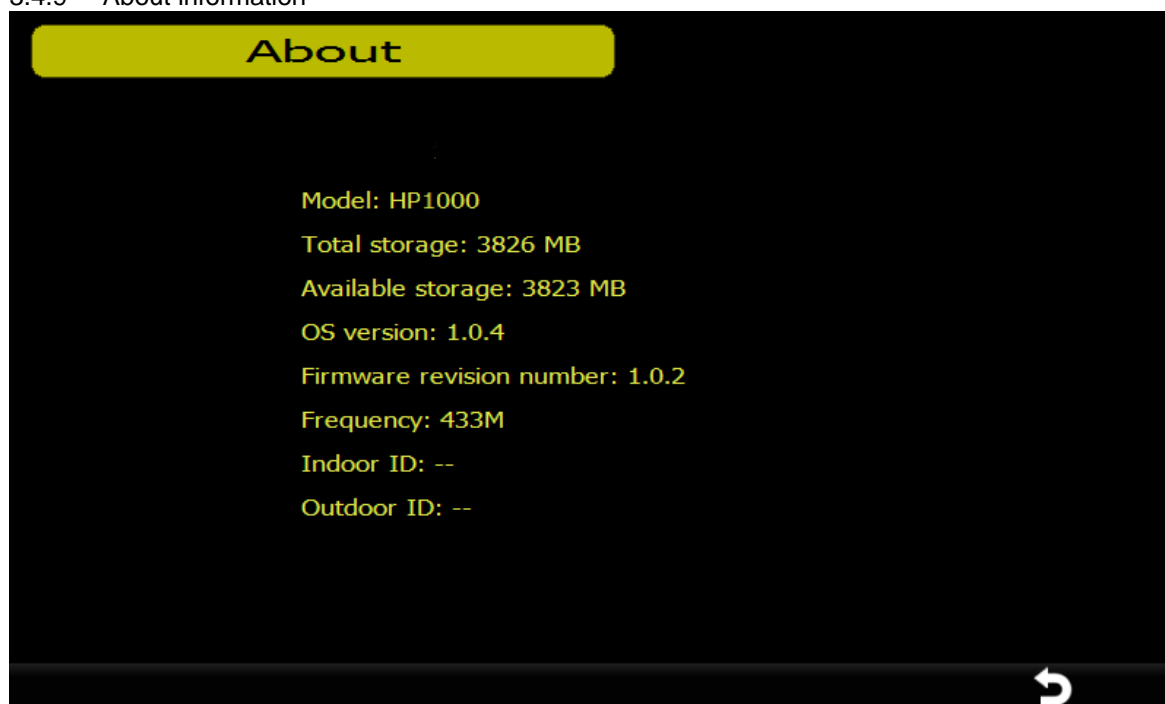 About information
About
Model: HP1000
Total storage: 3826 MB
Available storage: 3823 MB
OS version: 1.0.4
Firmware revision number: 1.0.2
Frequency: 433M
Indoor ID: --
Outdoor ID: --